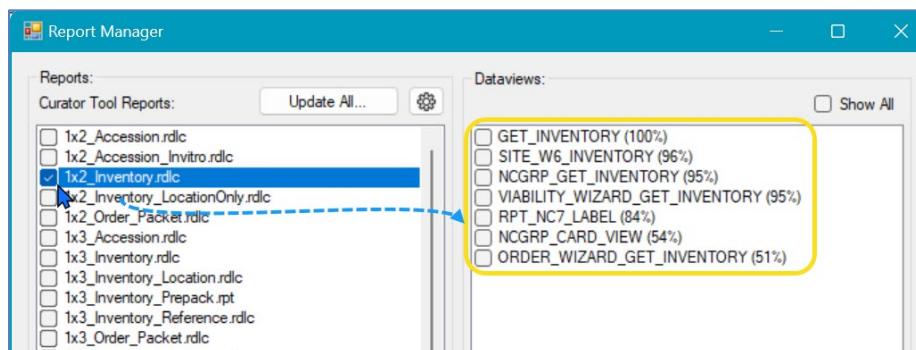 Report Manager
Reports:
Curator Tool Reports:
Update All...
1x2_Accession.rdlc
1x2_Accession_Invitro.rdlc
1x2_Inventory.rdlc
1x2_Inventory_LocationOnly.rdlc
1x2_Order_Packet.rdlc
1x3_Accession.rdlc
1x3_Inventory.rdlc
1x3_Inventory_Location.rdlc
1x3_Inventory_Prepack.rpt
1x3_Inventory_Reference.rdlc
1x3_Order_Packet.rdlc
Dataviews:
Show All
GET_INVENTORY (100%)
SITE_W6_INVENTORY (96%)
NCGRP_GET_INVENTORY (95%)
VIABILITY_WIZARD_GET_INVENTORY (95%)
RPT_NC7_LABEL (84%)
NCGRP_CARD_VIEW (54%)
ORDER_WIZARD_GET_INVENTORY (51%)